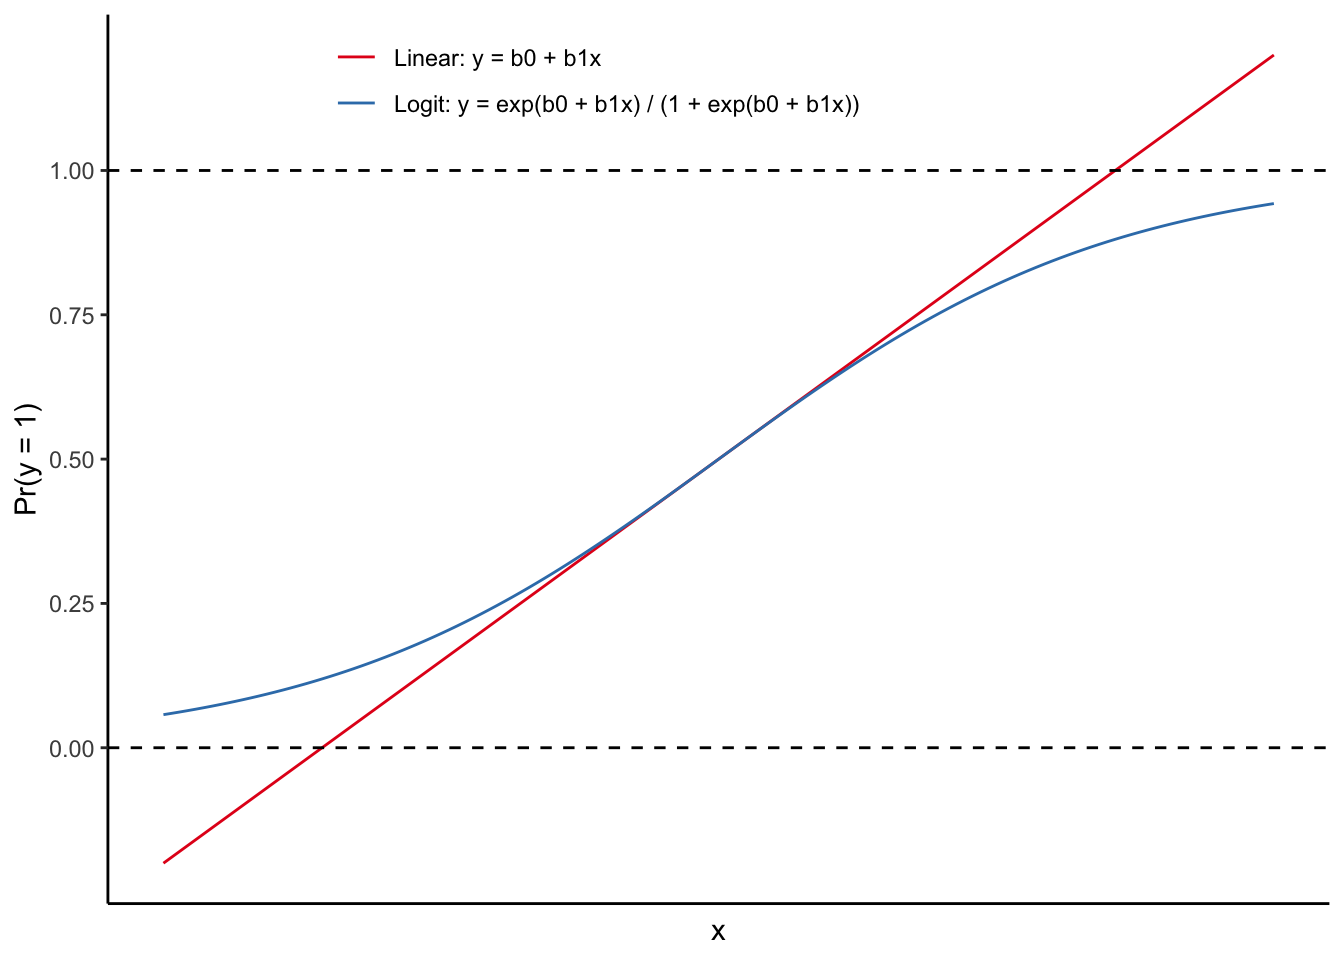 Linear: y = b0 + b1x
Logit: y = exp(b0 + b1x) / (1 + exp(b0 + b1x))
1.00
0.75
0.50
0.25
0.00
Pr(y = 1)
x